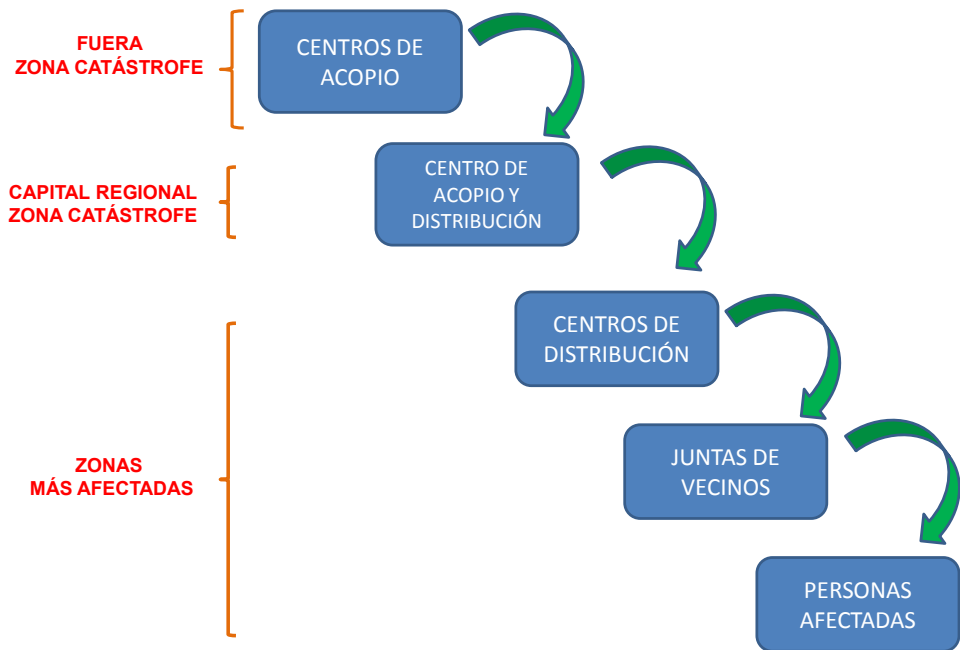 FUERA
ZONA CATÁSTROFE
CENTROS DE
ACOPIO
CAPITAL REGIONAL
ZONA CATÁSTROFE
CENTRO DE
ACOPIO Y
DISTRIBUCIÓN
CENTROS DE
DISTRIBUCIÓN
ZONAS
MÁS AFECTADAS
JUNTAS DE
VECINOS
PERSONAS
AFECTADAS